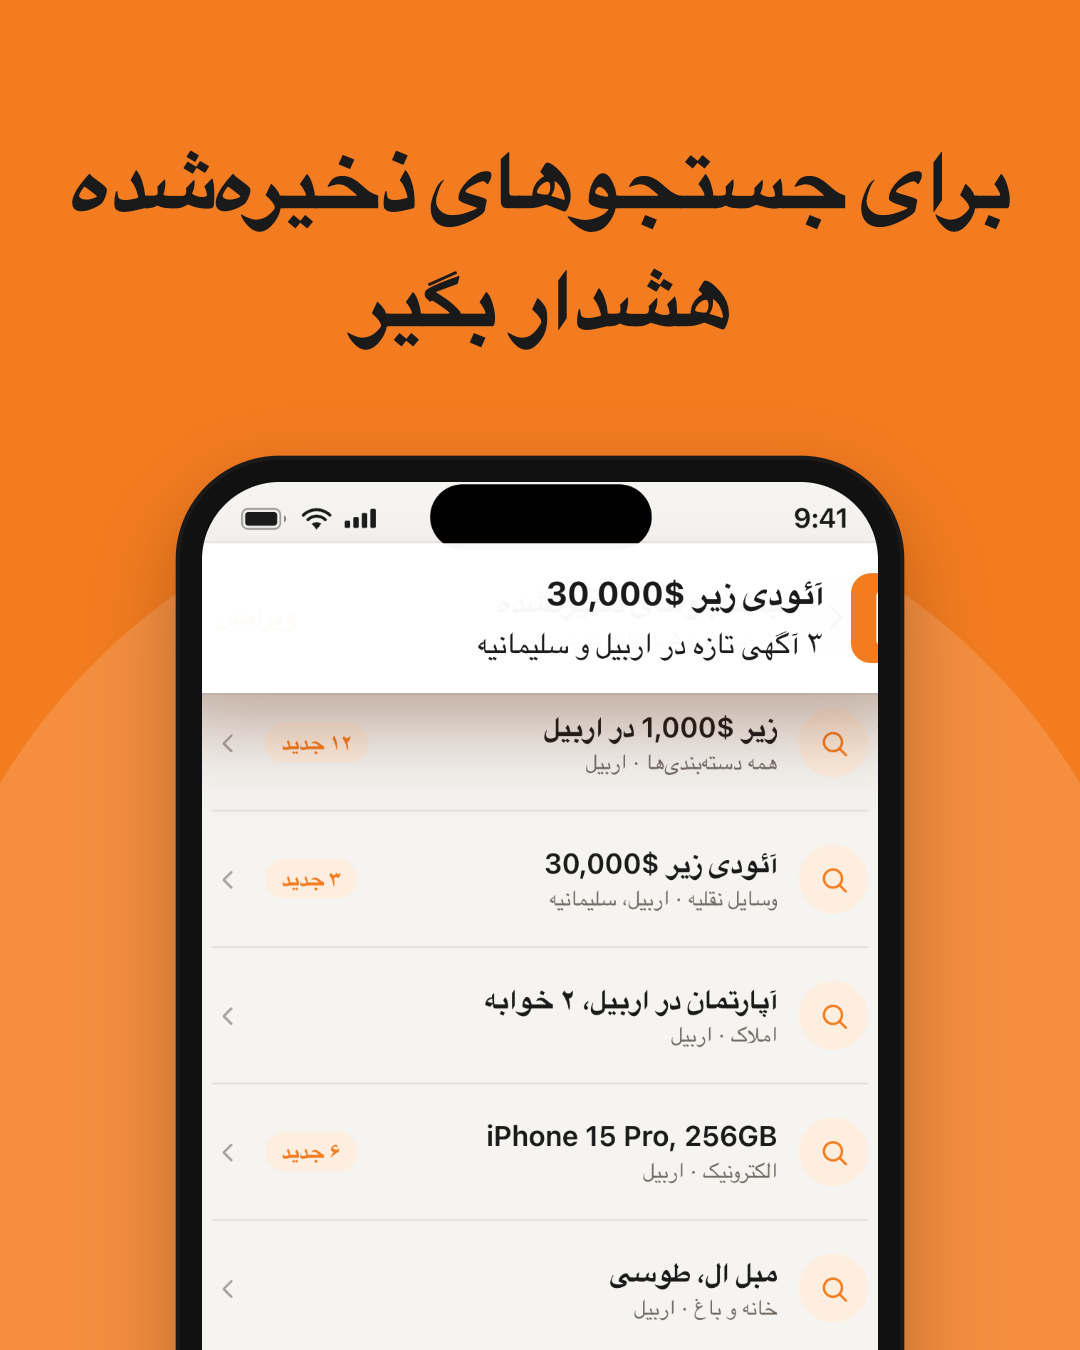 برای جستجوهای ذخیره‌شده
هشدار بگیر
9:41
آئودی زیر $30,000
۳ آگهی تازه در اربیل و سلیمانیه
ویرایش
زیر $1,000 در اربیل
همه دسته‌بندی‌ها · اربیل
۱۲ جدید
آئودی زیر $30,000
وسایل نقلیه · اربیل، سلیمانیه
۳ جدید
آپارتمان در اربیل، ۲ خوابه
املاک · اربیل
iPhone 15 Pro, 256GB
الکترونیک · اربیل
۶ جدید
مبل ال، طوسی
خانه و باغ · اربیل